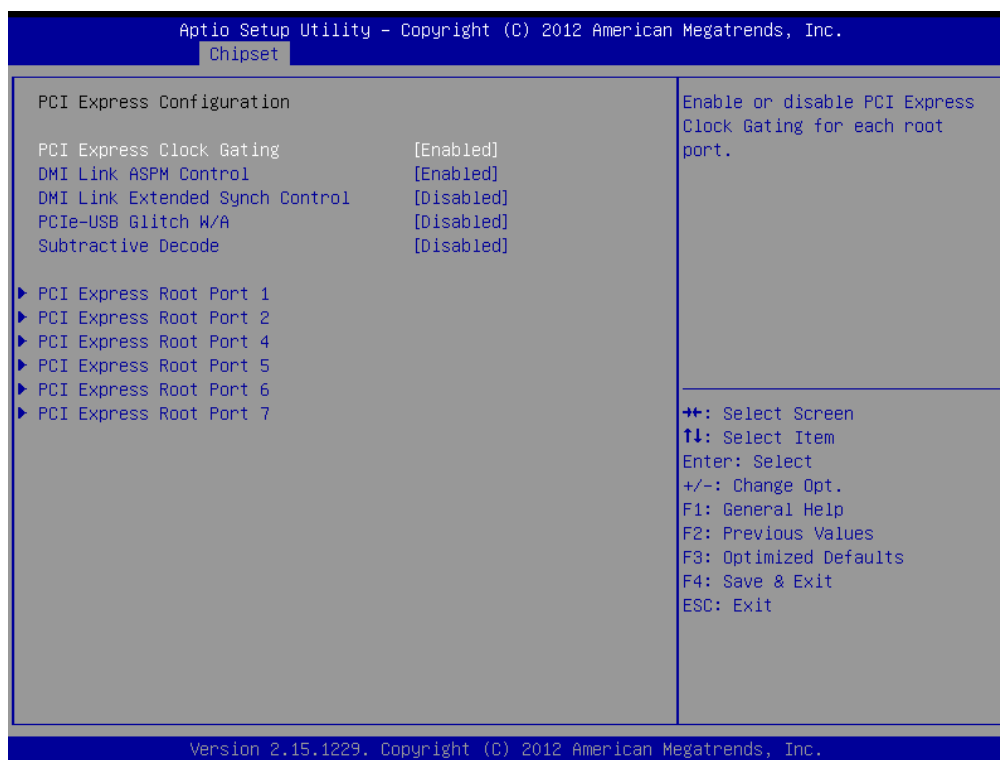 Aptio Setup Utility – Copyright (C) 2012 American Megatrends, Inc.
Chipset
PCI Express Configuration
PCI Express Clock Gating [Enabled]
DMI Link ASPM Control [Enabled]
DMI Link Extended Synch Control [Disabled]
PCIe-USB Glitch W/A [Disabled]
Subtractive Decode [Disabled]
PCI Express Root Port 1
PCI Express Root Port 2
PCI Express Root Port 4
PCI Express Root Port 5
PCI Express Root Port 6
PCI Express Root Port 7
Enable or disable PCI Express
Clock Gating for each root
port.
→←: Select Screen
↑↓: Select Item
Enter: Select
+/-: Change Opt.
F1: General Help
F2: Previous Values
F3: Optimized Defaults
F4: Save & Exit
ESC: Exit
Version 2.15.1229. Copyright (C) 2012 American Megatrends, Inc.